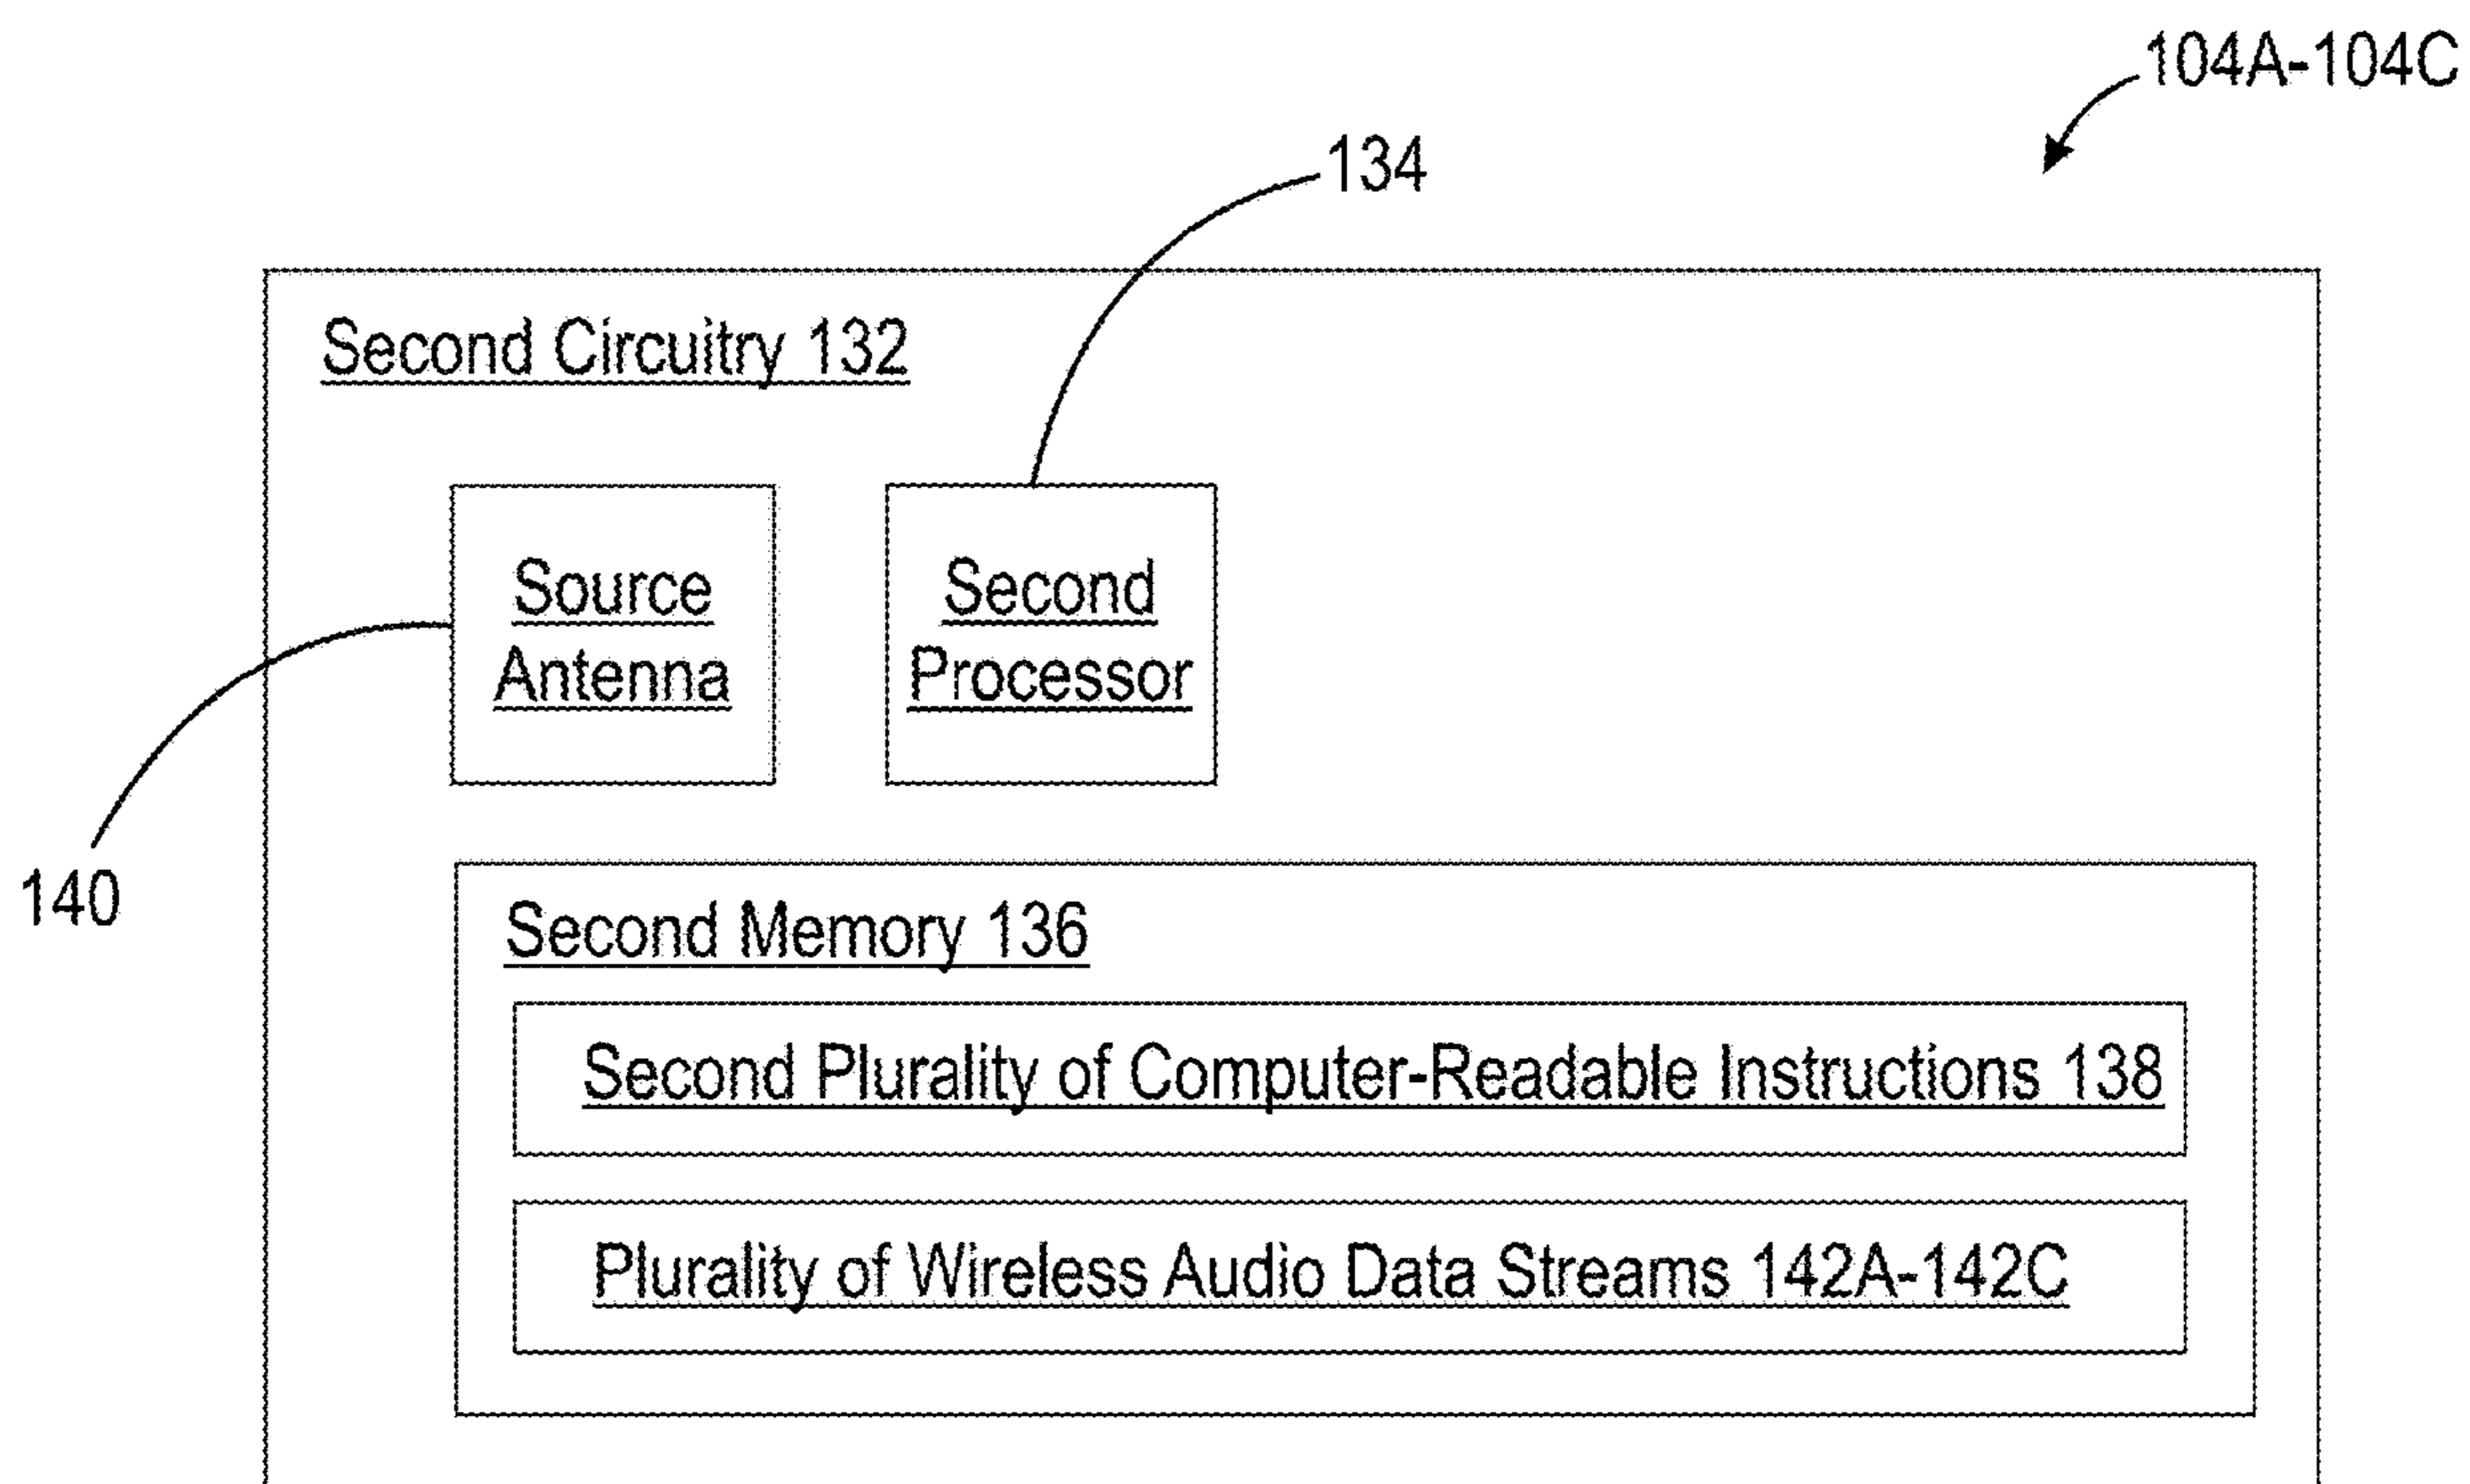 104A-104C
134
Second Circuitry 132
Source
Antenna
Second
Processor
140
Second Memory 136
Second Plurality of Computer-Readable Instructions 138
Plurality of Wireless Audio Data Streams 142A-142C